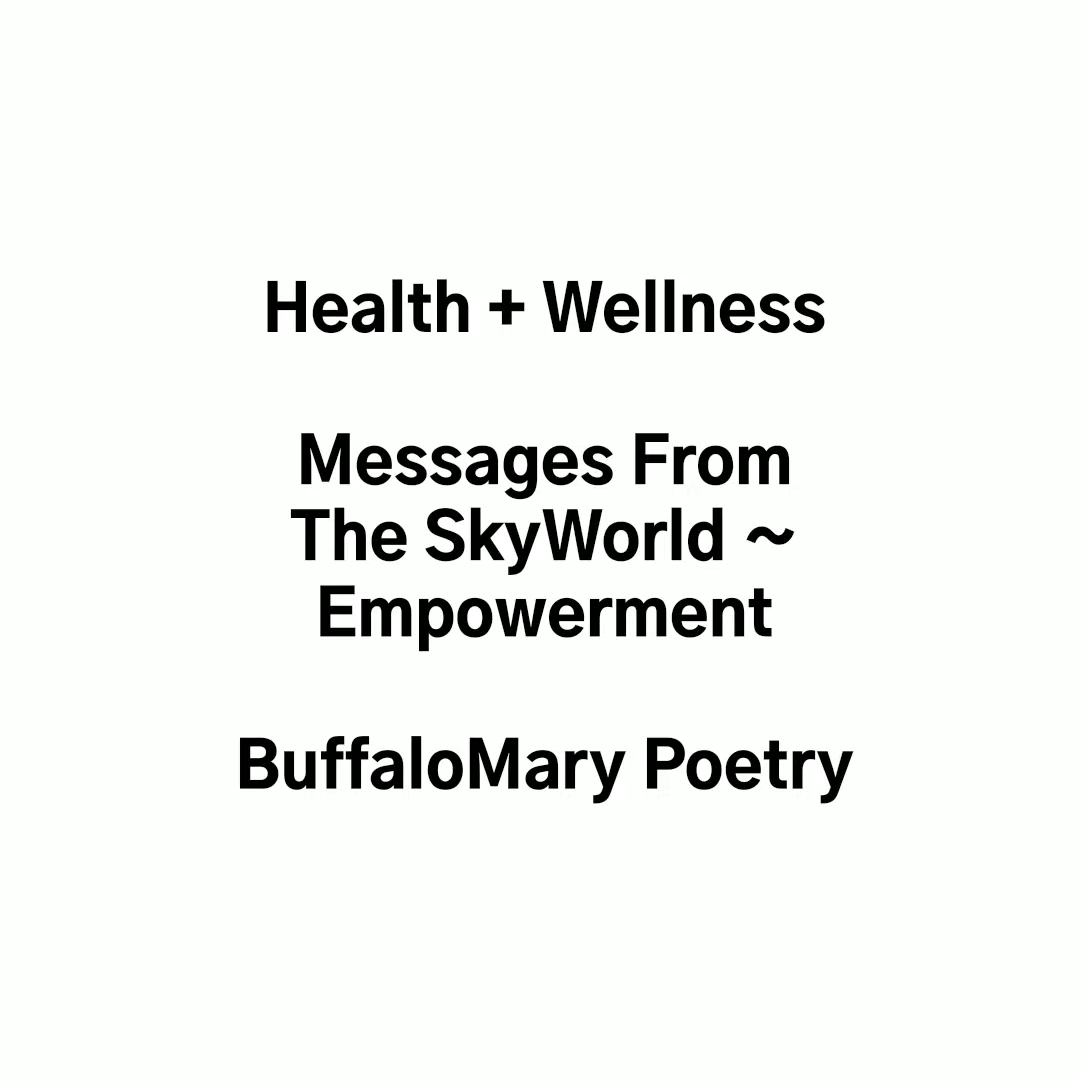 Health + Wellness
Messages From
The SkyWorld ~
Empowerment
BuffaloMary Poetry